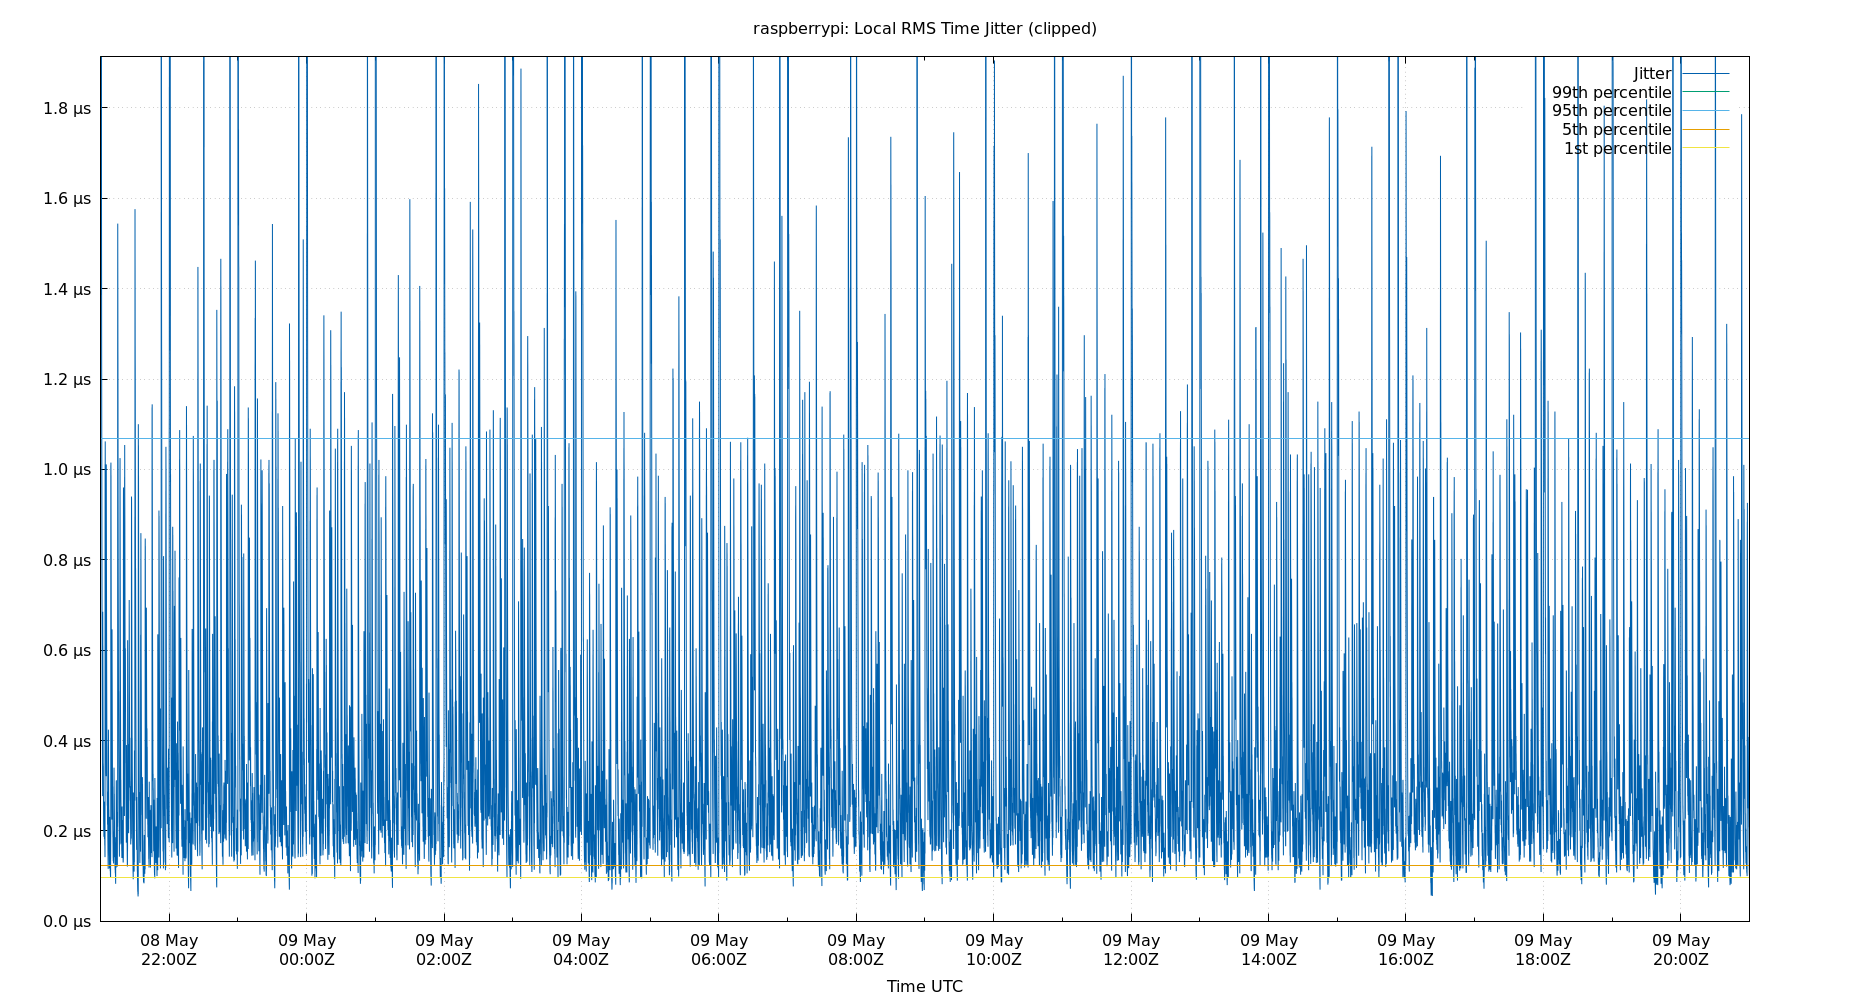 raspberrypi: Local RMS Time Jitter (clipped)
Jitter
99th percentile
95th percentile
5th percentile
1st percentile
1.8 µs
1.6 µs
1.4 µs
1.2 µs
1.0 µs
0.8 µs
0.6 µs
0.4 µs
0.2 µs
0.0 µs
08 May 09 May 09 May 09 May 09 May 09 May 09 May 09 May 09 May 09 May 09 May 09 May
22:00Z 00:00Z 02:00Z 04:00Z 06:00Z 08:00Z 10:00Z 12:00Z 14:00Z 16:00Z 18:00Z 20:00Z
Time UTC